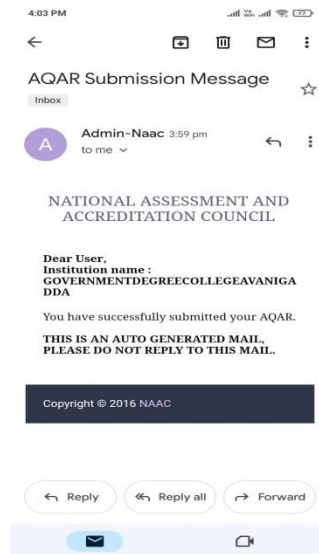 4:03 PM
77
AQAR Submission Message
Inbox
A
Admin-Naac 3:59 pm
to me
NATIONAL ASSESSMENT AND
ACCREDITATION COUNCIL
Dear User,
Institution name :
GOVERNMENTDEGREECOLLEGEAVANIGA
DDA
You have successfully submitted your AQAR.
THIS IS AN AUTO GENERATED MAIL,
PLEASE DO NOT REPLY TO THIS MAIL.
Copyright © 2016 NAAC
Reply
Reply all
Forward